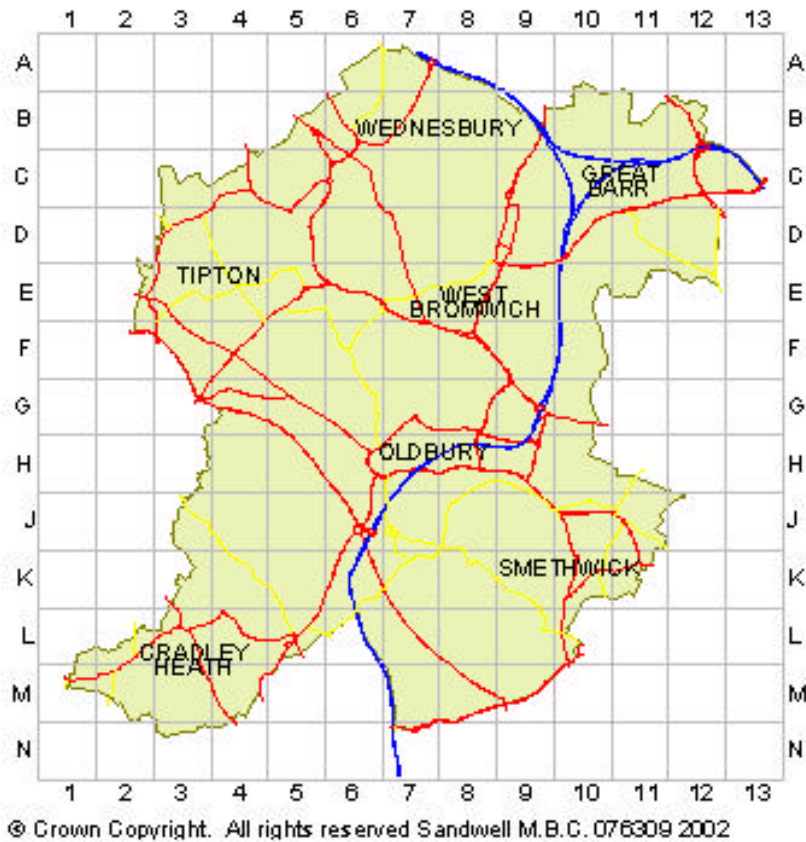 1 2 3 4 5 6 7 8 9 10 11 12 13
A A
B WEDNESBURY B
C GREAT BARR C
D D
TIPTON
E WEST BROMWICH E
F F
G G
H OLDBURY H
J J
K SMETHWICK K
L L
CRADLEY
HEATH
M M
N N
1 2 3 4 5 6 7 8 9 10 11 12 13
© Crown Copyright. All rights reserved Sandwell M.B.C. 076309 2002